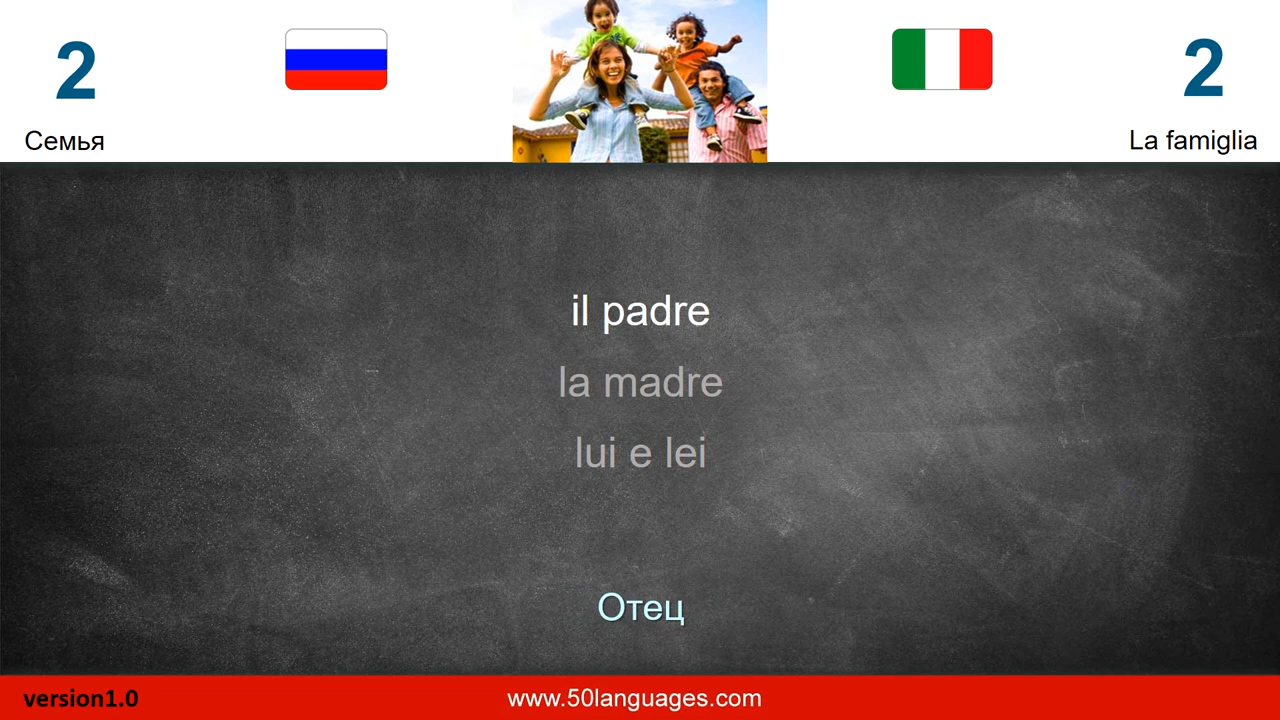 2
2
Семья
La famiglia
il padre
la madre
lui e lei
Отец
version1.0
www.50languages.com